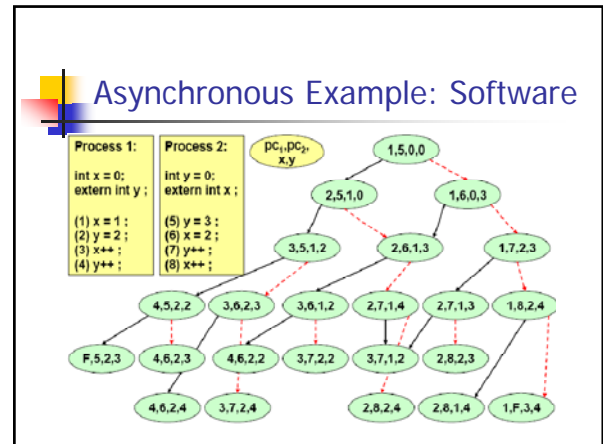 Asynchronous Example: Software
Process 1:
int x = 0;
extern int y ;
(1) x = 1 ;
(2) y = 2 ;
(3) x++ ;
(4) y++ ;
Process 2:
int y = 0;
extern int x ;
(5) y = 3 ;
(6) x = 2 ;
(7) y++ ;
(8) x++ ;
pc1,pc2,
x,y
1,5,0,0
2,5,1,0
1,6,0,3
3,5,1,2
2,6,1,3
1,7,2,3
4,5,2,2
3,6,2,3
3,6,1,2
2,7,1,4
2,7,1,3
1,8,2,4
F,5,2,3
4,6,2,3
4,6,2,2
3,7,2,2
3,7,1,2
2,8,2,3
4,6,2,4
3,7,2,4
2,8,2,4
2,8,1,4
1,F,3,4